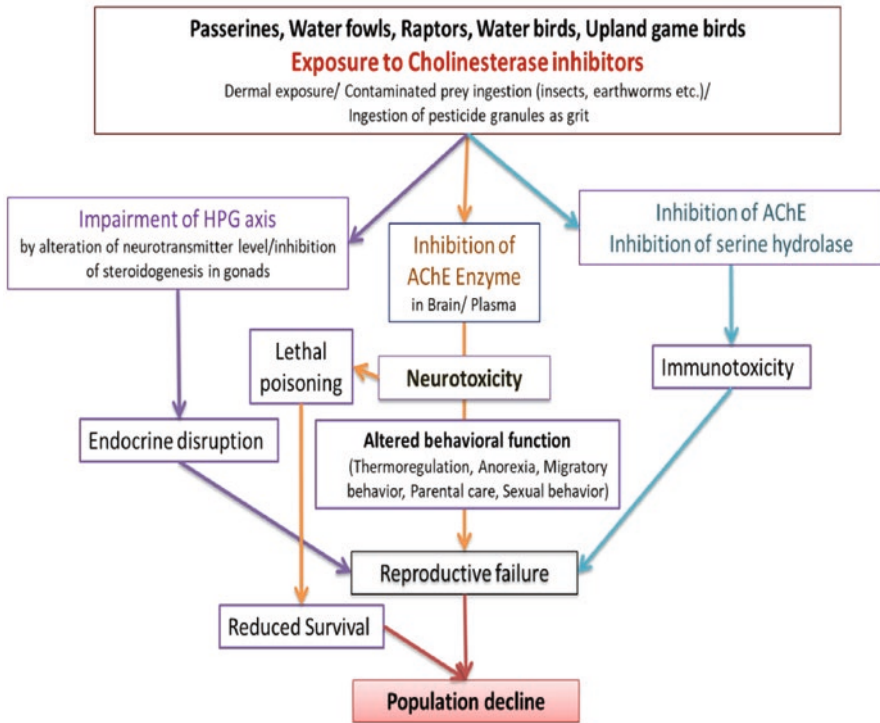 Passerines, Water fowls, Raptors, Water birds, Upland game birds
Exposure to Cholinesterase inhibitors
Dermal exposure/ Contaminated prey ingestion (insects, earthworms etc.)/
Ingestion of pesticide granules as grit
Impairment of HPG axis
by alteration of neurotransmitter level/inhibition
of steroidogenesis in gonads
Inhibition of
AChE Enzyme
in Brain/ Plasma
Inhibition of AChE
Inhibition of serine hydrolase
Lethal
poisoning
Neurotoxicity
Immunotoxicity
Endocrine disruption
Altered behavioral function
(Thermoregulation, Anorexia, Migratory
behavior, Parental care, Sexual behavior)
Reproductive failure
Reduced Survival
Population decline